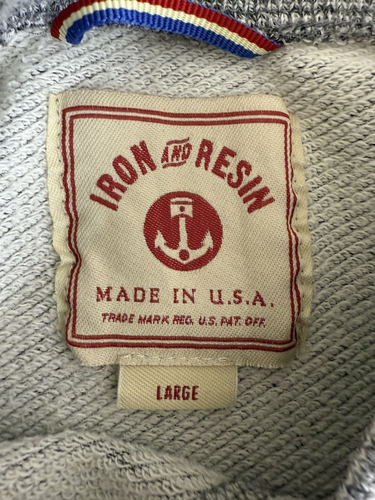 IRON AND RESIN
MADE IN U.S.A.
TRADE MARK REG. U.S. PAT. OFF.
LARGE